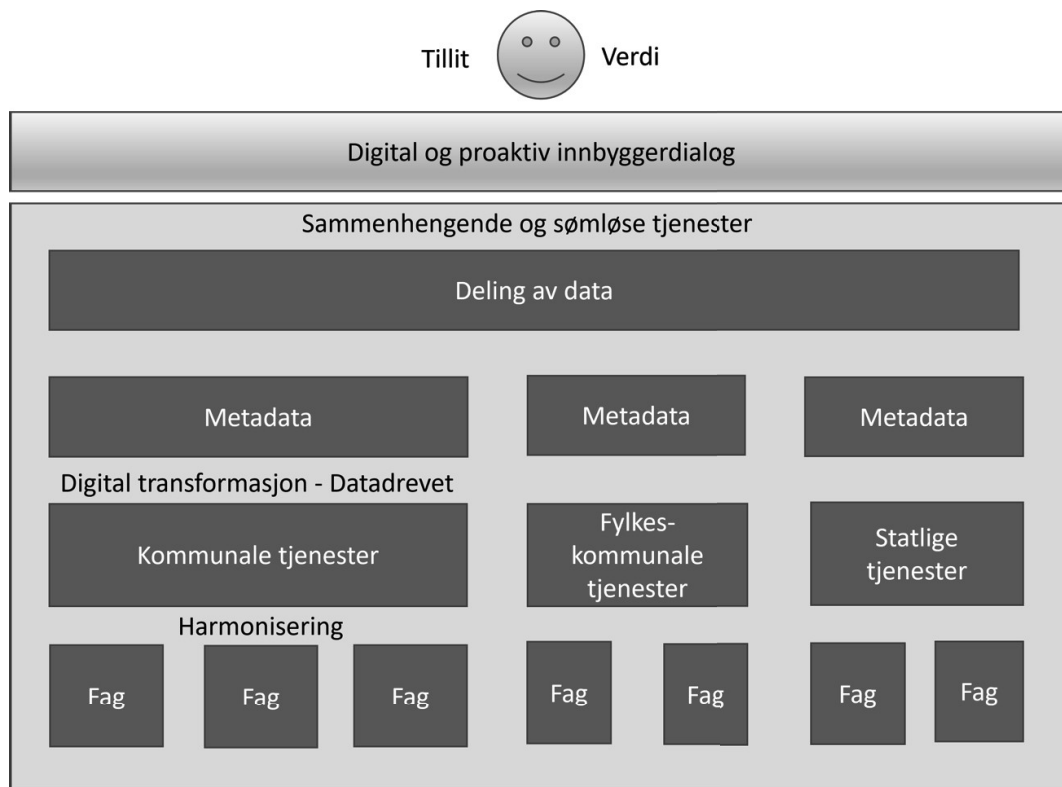 Tillit Verdi
Digital og proaktiv innbyggerdialog
Sammenhengende og sømløse tjenester
Deling av data
Metadata Metadata Metadata
Digital transformasjon - Datadrevet
Kommunale tjenester
Fylkes-
kommunale
tjenester
Statlige
tjenester
Harmonisering
Fag Fag Fag Fag Fag Fag Fag